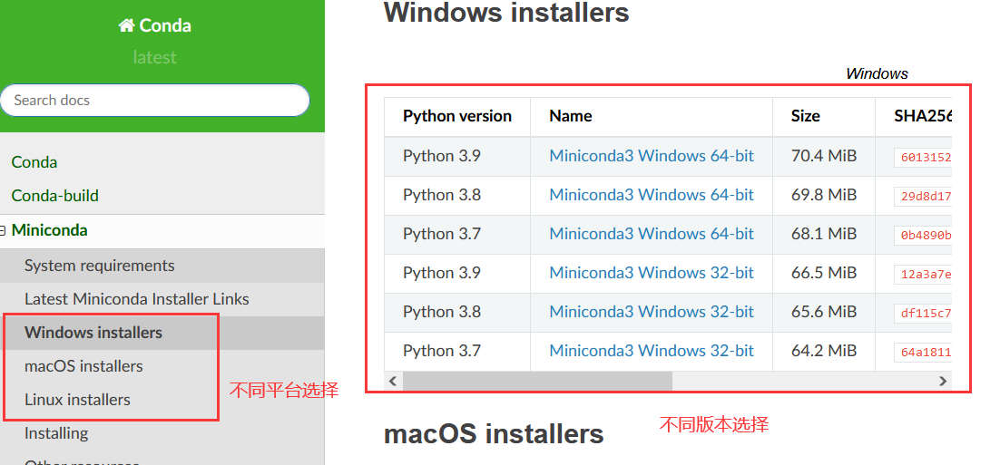 Conda
latest
Search docs
Conda
Conda-build
Miniconda
System requirements
Latest Miniconda Installer Links
Windows installers
macOS installers
Linux installers
Installing
Other resources
不同平台选择
Windows installers
Windows
Python version Name Size SHA256
Python 3.9 Miniconda3 Windows 64-bit 70.4 MiB 6013152
Python 3.8 Miniconda3 Windows 64-bit 69.8 MiB 29d8d17
Python 3.7 Miniconda3 Windows 64-bit 68.1 MiB 0b4890b
Python 3.9 Miniconda3 Windows 32-bit 66.5 MiB 12a3a7e
Python 3.8 Miniconda3 Windows 32-bit 65.6 MiB df115c7
Python 3.7 Miniconda3 Windows 32-bit 64.2 MiB 64a1811
不同版本选择
macOS installers